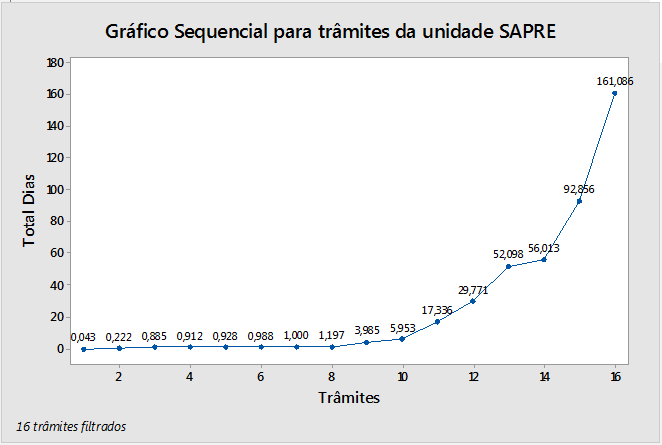 Gráfico Sequencial para trâmites da unidade SAPRE
180
160
140
120
100
80
60
40
20
0
Total Dias
0,043 0,222 0,885 0,912 0,928 0,988 1,000 1,197 3,985 5,953 17,336 29,771 52,098 56,013 92,856 161,086
2 4 6 8 10 12 14 16
Trâmites
16 trâmites filtrados